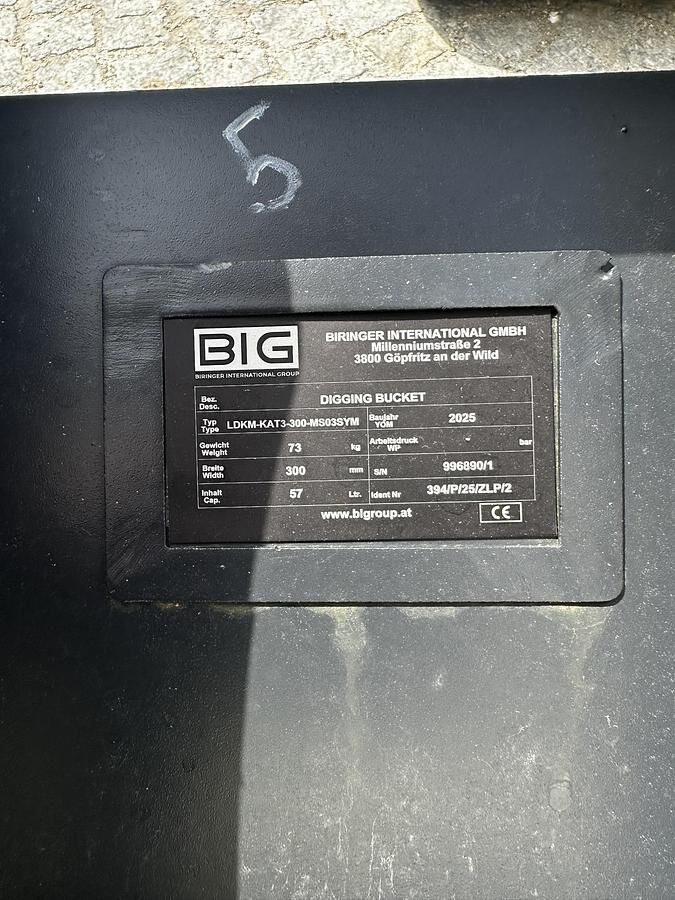 5
BIG
BIRINGER INTERNATIONAL GROUP
BIRINGER INTERNATIONAL GMBH
Millenniumstraße 2
3800 Göpfritz an der Wild
Bez. Desc. DIGGING BUCKET
Typ Type LDKM-KAT3-300-MS03SYM Baujahr YOM 2025
Gewicht Weight 73 kg Arbeitsdruck WP bar
Breite Width 300 mm S/N 996890/1
Inhalt Cap. 57 Ltr. Ident Nr 394/P/25/ZLP/2
www.bigroup.at CE